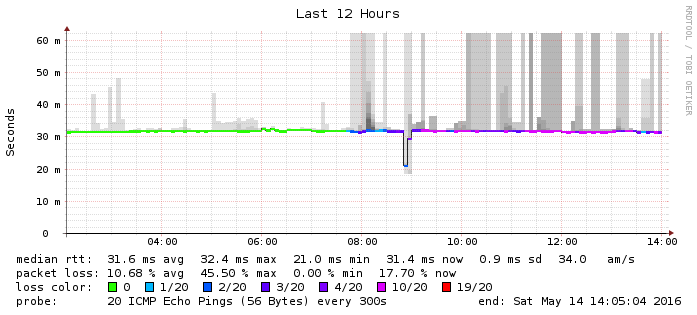 Last 12 Hours
RRDTOOL / TOBI OETIKER
Seconds
60 m
50 m
40 m
30 m
20 m
10 m
0
04:00 06:00 08:00 10:00 12:00 14:00
median rtt: 31.6 ms avg 32.4 ms max 21.0 ms min 31.4 ms now 0.9 ms sd 34.0 am/s
packet loss: 10.68 % avg 45.50 % max 0.00 % min 17.70 % now
loss color: 0 1/20 2/20 3/20 4/20 10/20 19/20
probe: 20 ICMP Echo Pings (56 Bytes) every 300s end: Sat May 14 14:05:04 2016